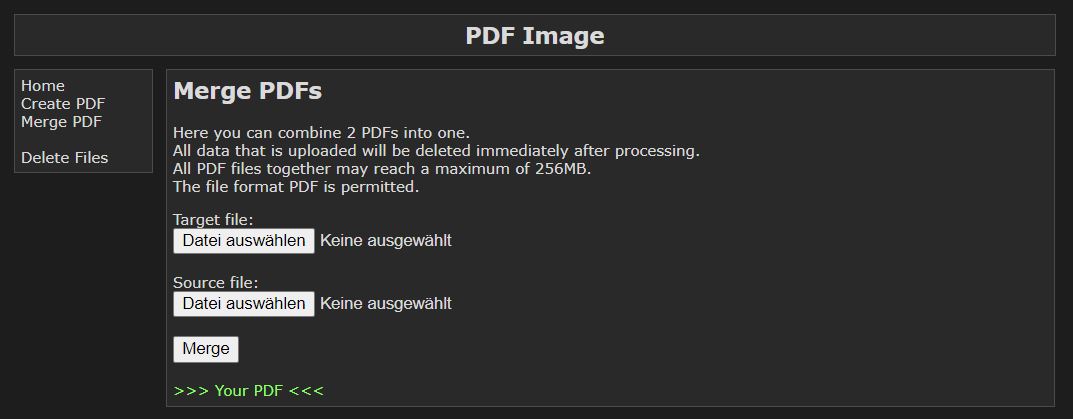 PDF Image
Home
Create PDF
Merge PDF
Delete Files
Merge PDFs
Here you can combine 2 PDFs into one.
All data that is uploaded will be deleted immediately after processing.
All PDF files together may reach a maximum of 256MB.
The file format PDF is permitted.
Target file:
Datei auswählen Keine ausgewählt
Source file:
Datei auswählen Keine ausgewählt
Merge
>>> Your PDF <<<